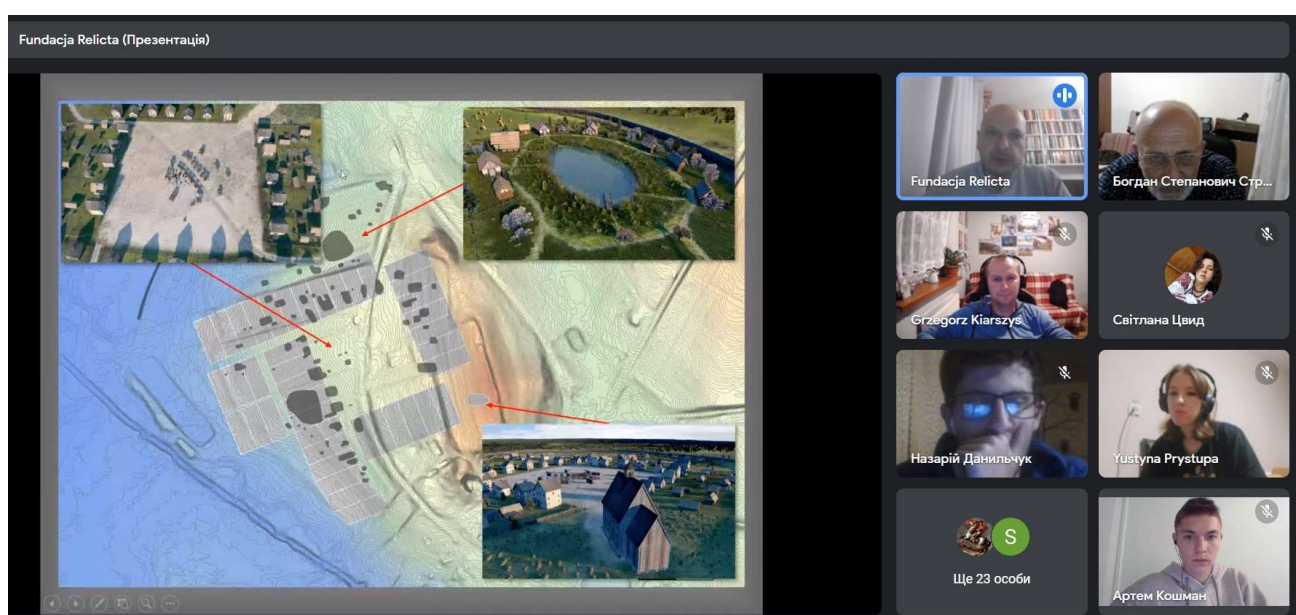 Fundacja Relicta (Презентація)
Fundacja Relicta
Богдан Степанович Стр...
Grzegorz Kiarszys
Світлана Цвид
Назарій Данильчук
Yustyna Prystupa
S
Ще 23 особи
Артем Кошман